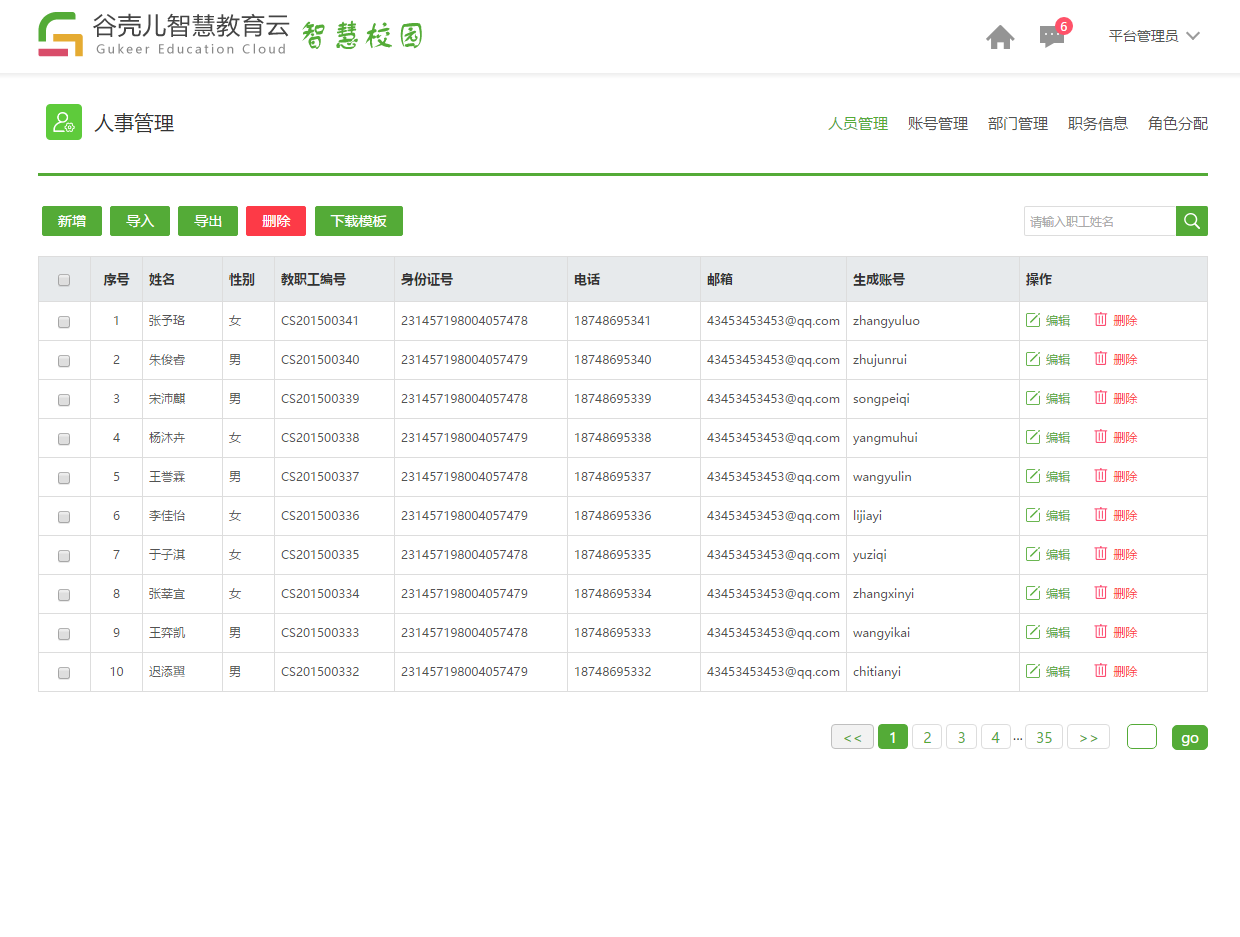 谷壳儿智慧教育云 智慧校园
Gukeer Education Cloud
6
平台管理员
人事管理
人员管理 账号管理 部门管理 职务信息 角色分配
新增 导入 导出 删除 下载模板 请输入职工姓名
序号 姓名 性别 教职工编号 身份证号 电话 邮箱 生成账号 操作
1 张予珞 女 CS201500341 231457198004057478 18748695341 43453453453@qq.com zhangyuluo 编辑 删除
2 朱俊睿 男 CS201500340 231457198004057479 18748695340 43453453453@qq.com zhujunrui 编辑 删除
3 宋沛麒 男 CS201500339 231457198004057478 18748695339 43453453453@qq.com songpeiqi 编辑 删除
4 杨沐卉 女 CS201500338 231457198004057479 18748695338 43453453453@qq.com yangmuhui 编辑 删除
5 王誉霖 男 CS201500337 231457198004057478 18748695337 43453453453@qq.com wangyulin 编辑 删除
6 李佳怡 女 CS201500336 231457198004057479 18748695336 43453453453@qq.com lijiayi 编辑 删除
7 于子淇 女 CS201500335 231457198004057478 18748695335 43453453453@qq.com yuziqi 编辑 删除
8 张莘宜 女 CS201500334 231457198004057479 18748695334 43453453453@qq.com zhangxinyi 编辑 删除
9 王弈凯 男 CS201500333 231457198004057478 18748695333 43453453453@qq.com wangyikai 编辑 删除
10 迟添翼 男 CS201500332 231457198004057479 18748695332 43453453453@qq.com chitianyi 编辑 删除
<< 1 2 3 4 ... 35 >> go